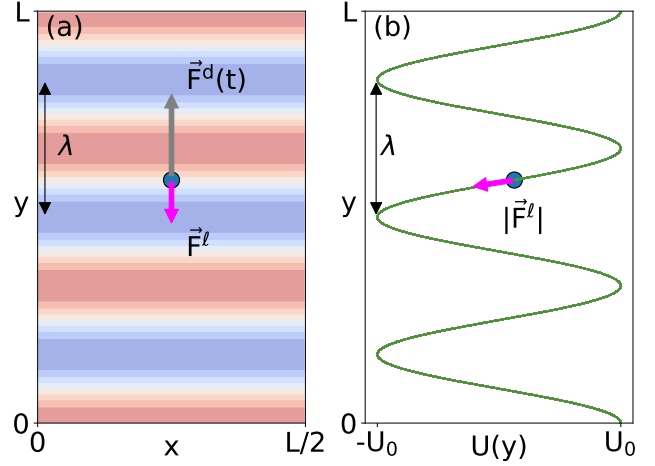 L (a) (b)
F⃗ᵈ(t)
λ λ
y y
|F⃗ˡ|
F⃗ˡ
0 0
0 x L/2 -U₀ U(y) U₀